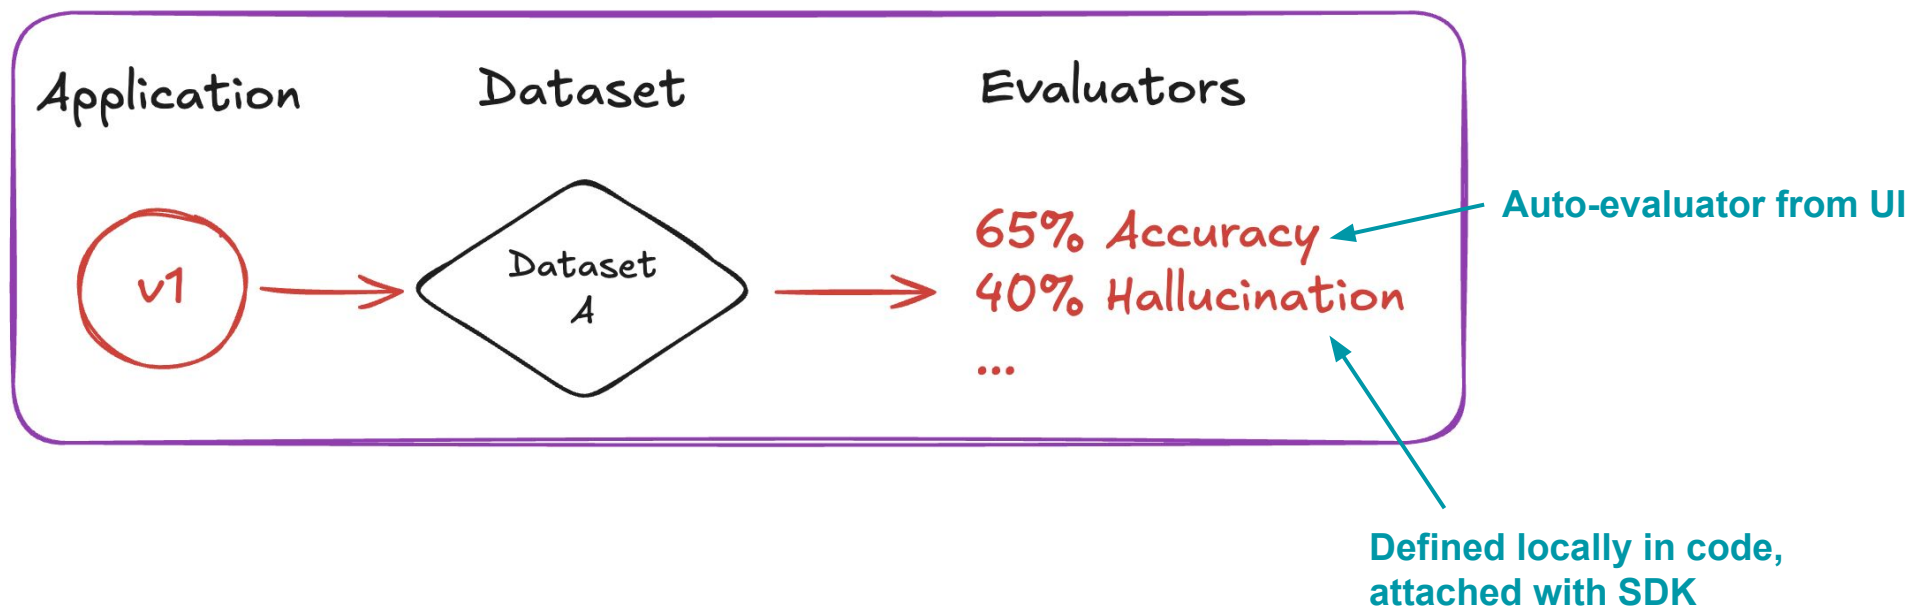 Application
Dataset
Evaluators
v1
Dataset
A
65% Accuracy
40% Hallucination
...
Auto-evaluator from UI
Defined locally in code,
attached with SDK